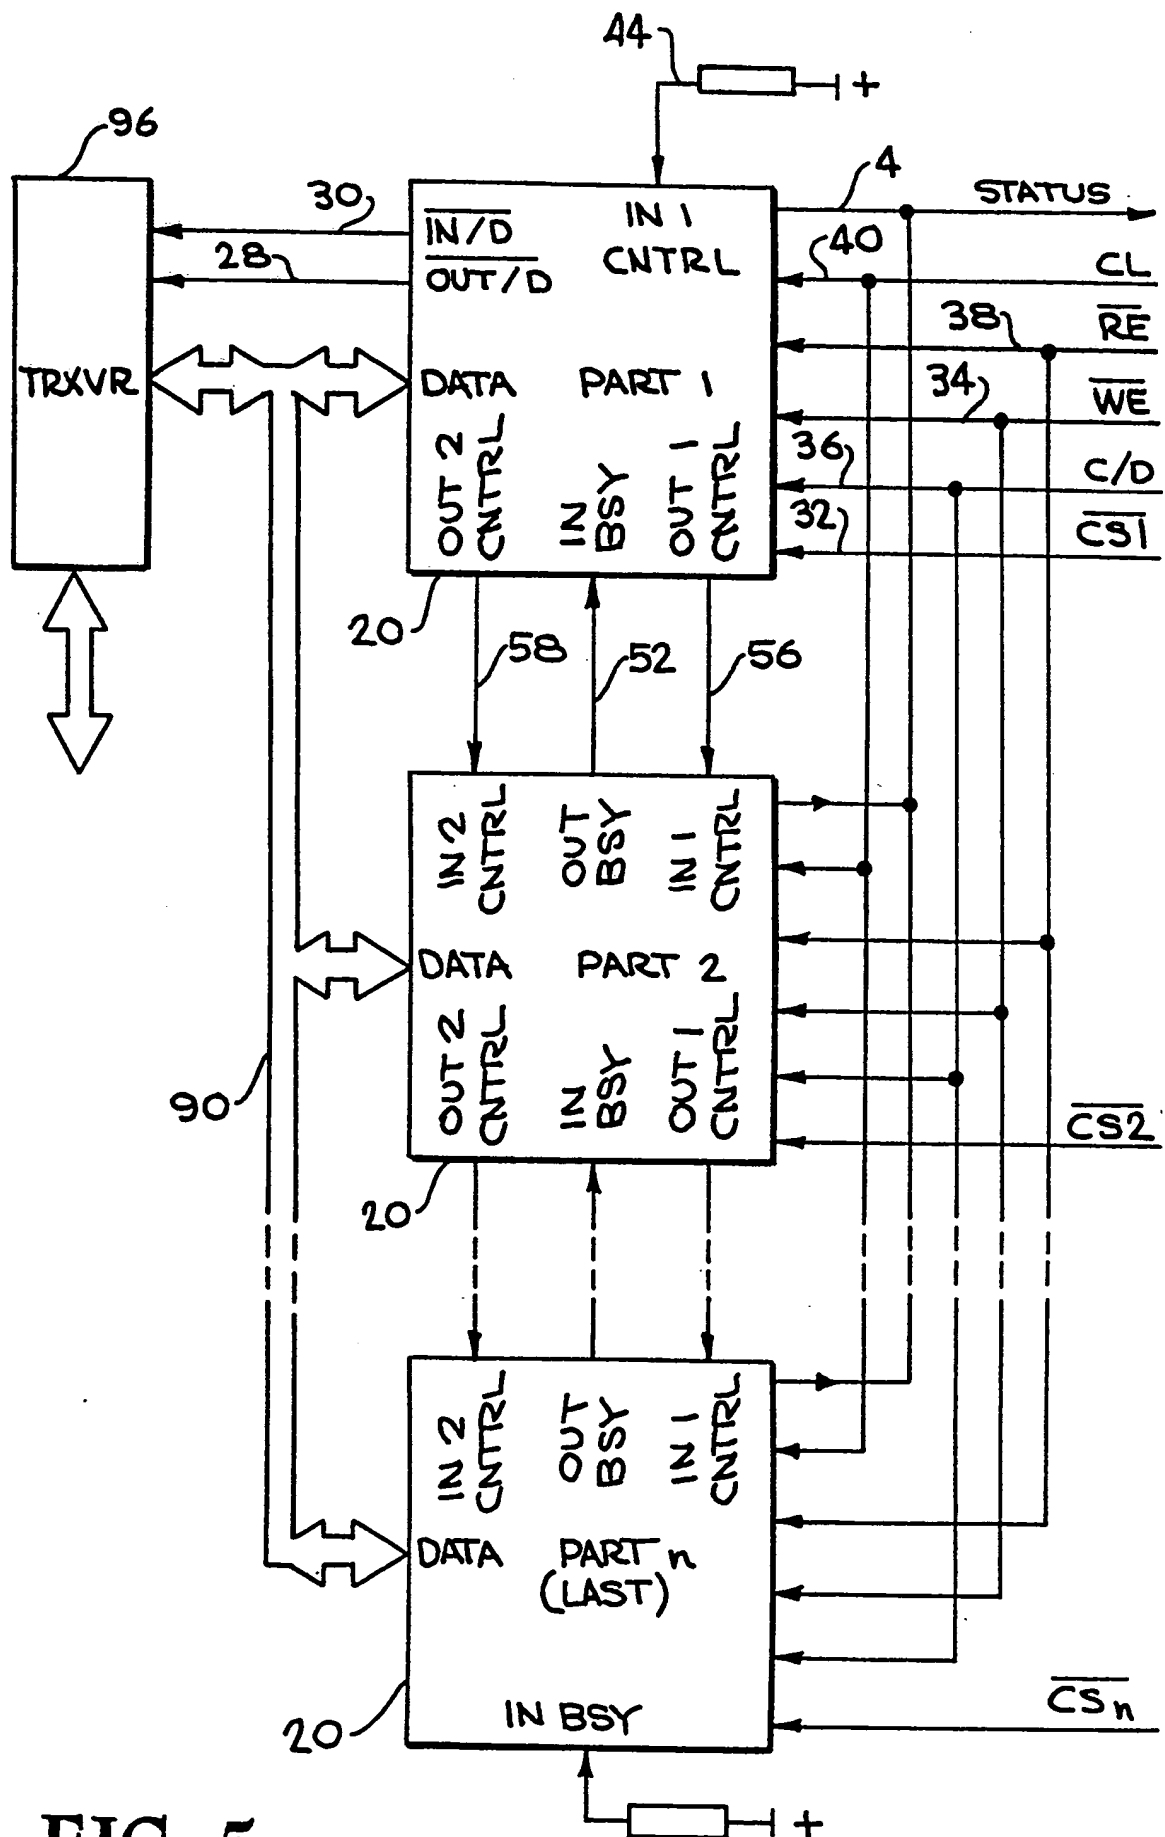 44
+
96
30
4
STATUS
IN/D
IN 1
CNTRL
40
CL
28
OUT/D
38
RE
TRXVR
DATA
PART 1
34
WE
OUT 2
CNTRL
IN
BSY
OUT 1
CNTRL
36
C/D
32
CS1
20
58
52
56
IN 2
CNTRL
OUT
BSY
IN 1
CNTRL
DATA
PART 2
OUT 2
CNTRL
IN
BSY
OUT 1
CNTRL
90
CS2
20
IN 2
CNTRL
OUT
BSY
IN 1
CNTRL
DATA
PART n
(LAST)
CSn
20
IN BSY
+
FIG. 5